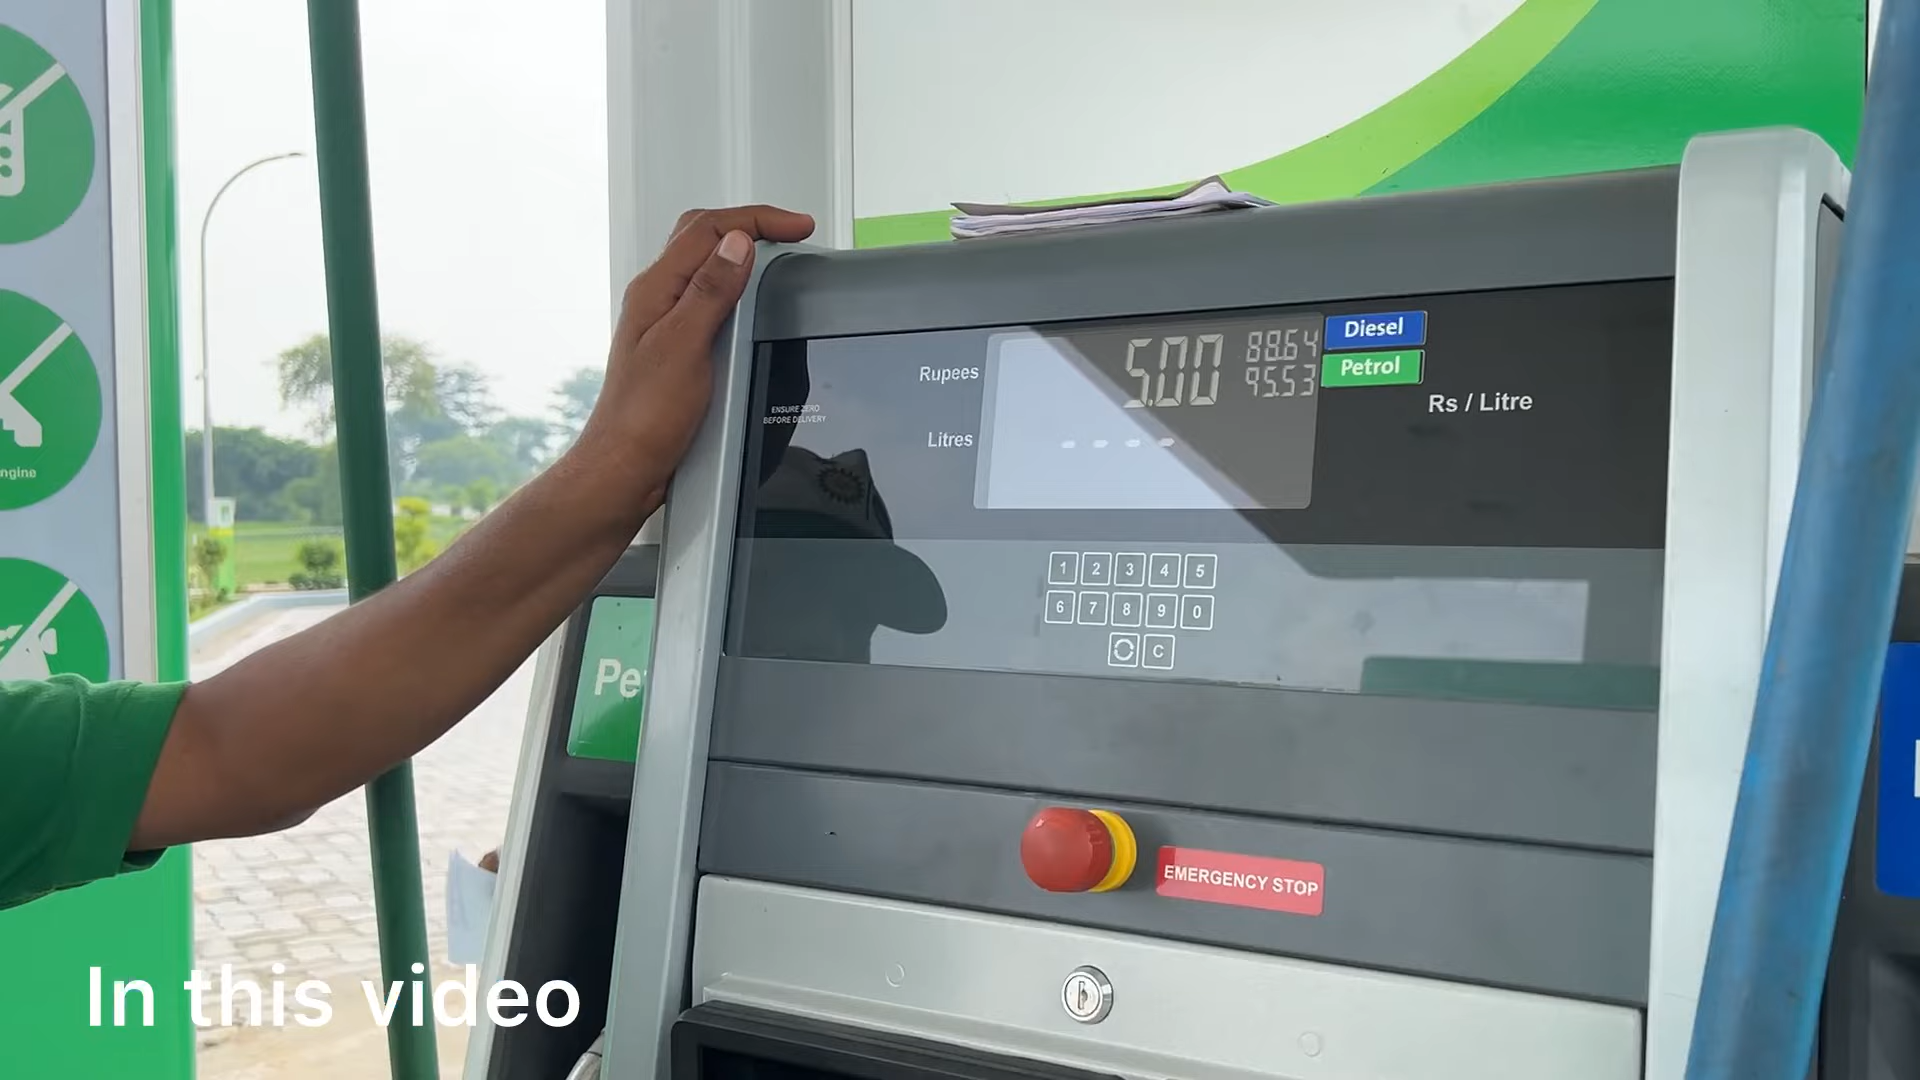 ngine
Rupees
5.00
88.64
95.53
Diesel
Petrol
Rs / Litre
ENSURE ZERO
BEFORE DELIVERY
Litres
- - - -
1 2 3 4 5
6 7 8 9 0
C
Pe
EMERGENCY STOP
In this video